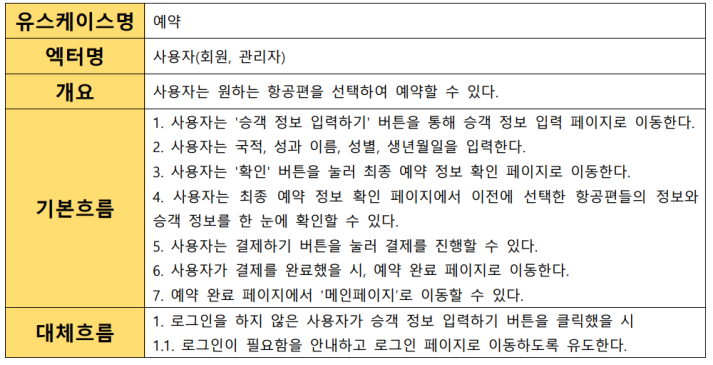 유스케이스명 예약
엑터명 사용자(회원, 관리자)
개요 사용자는 원하는 항공편을 선택하여 예약할 수 있다.
기본흐름
1. 사용자는 '승객 정보 입력하기' 버튼을 통해 승객 정보 입력 페이지로 이동한다.
2. 사용자는 국적, 성과 이름, 성별, 생년월일을 입력한다.
3. 사용자는 '확인' 버튼을 눌러 최종 예약 정보 확인 페이지로 이동한다.
4. 사용자는 최종 예약 정보 확인 페이지에서 이전에 선택한 항공편들의 정보와
승객 정보를 한 눈에 확인할 수 있다.
5. 사용자는 결제하기 버튼을 눌러 결제를 진행할 수 있다.
6. 사용자가 결제를 완료했을 시, 예약 완료 페이지로 이동한다.
7. 예약 완료 페이지에서 '메인페이지'로 이동할 수 있다.
대체흐름
1. 로그인을 하지 않은 사용자가 승객 정보 입력하기 버튼을 클릭했을 시
1.1. 로그인이 필요함을 안내하고 로그인 페이지로 이동하도록 유도한다.